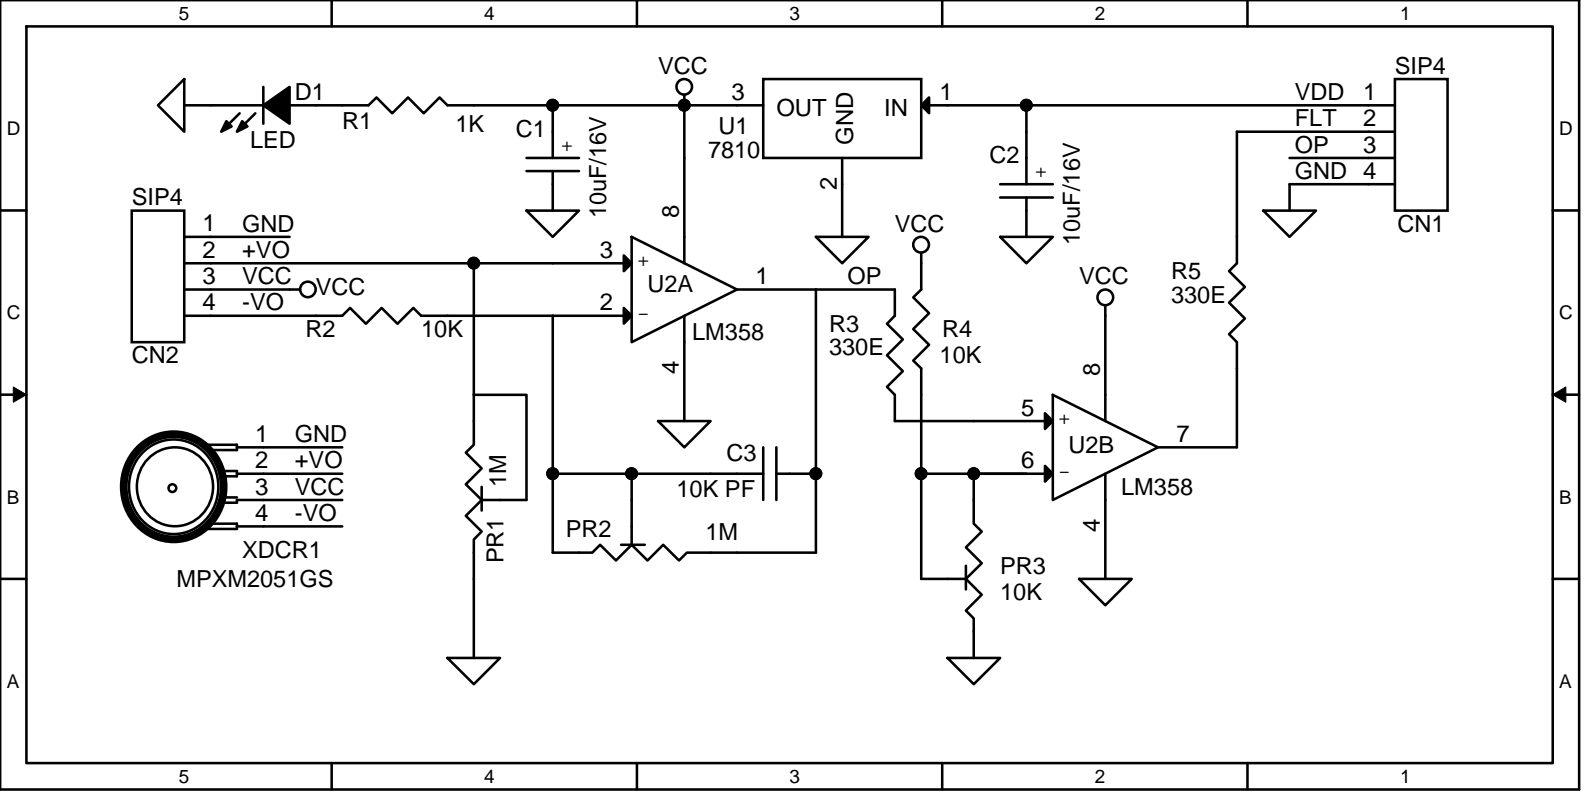 5 4 3 2 1
D
D
VCC
SIP4
D1
R1
1K
LED
C1
+
10uF/16V
3
OUT
GND
IN
1
U1
7810
2
C2
+
10uF/16V
VDD 1
FLT 2
OP 3
GND 4
CN1
SIP4
1 GND
2 +VO
3 VCC
VCC
4 -VO
CN2
R2
10K
8
3
+
U2A
2
−
1
LM358
4
OP
VCC
R3
330E
R4
10K
VCC
R5
330E
8
C
C
5
+
U2B
6
−
7
LM358
4
1M
PR1
C3
10K PF
PR2
1M
PR3
10K
1 GND
2 +VO
3 VCC
4 -VO
XDCR1
MPXM2051GS
B
B
A
A
5 4 3 2 1